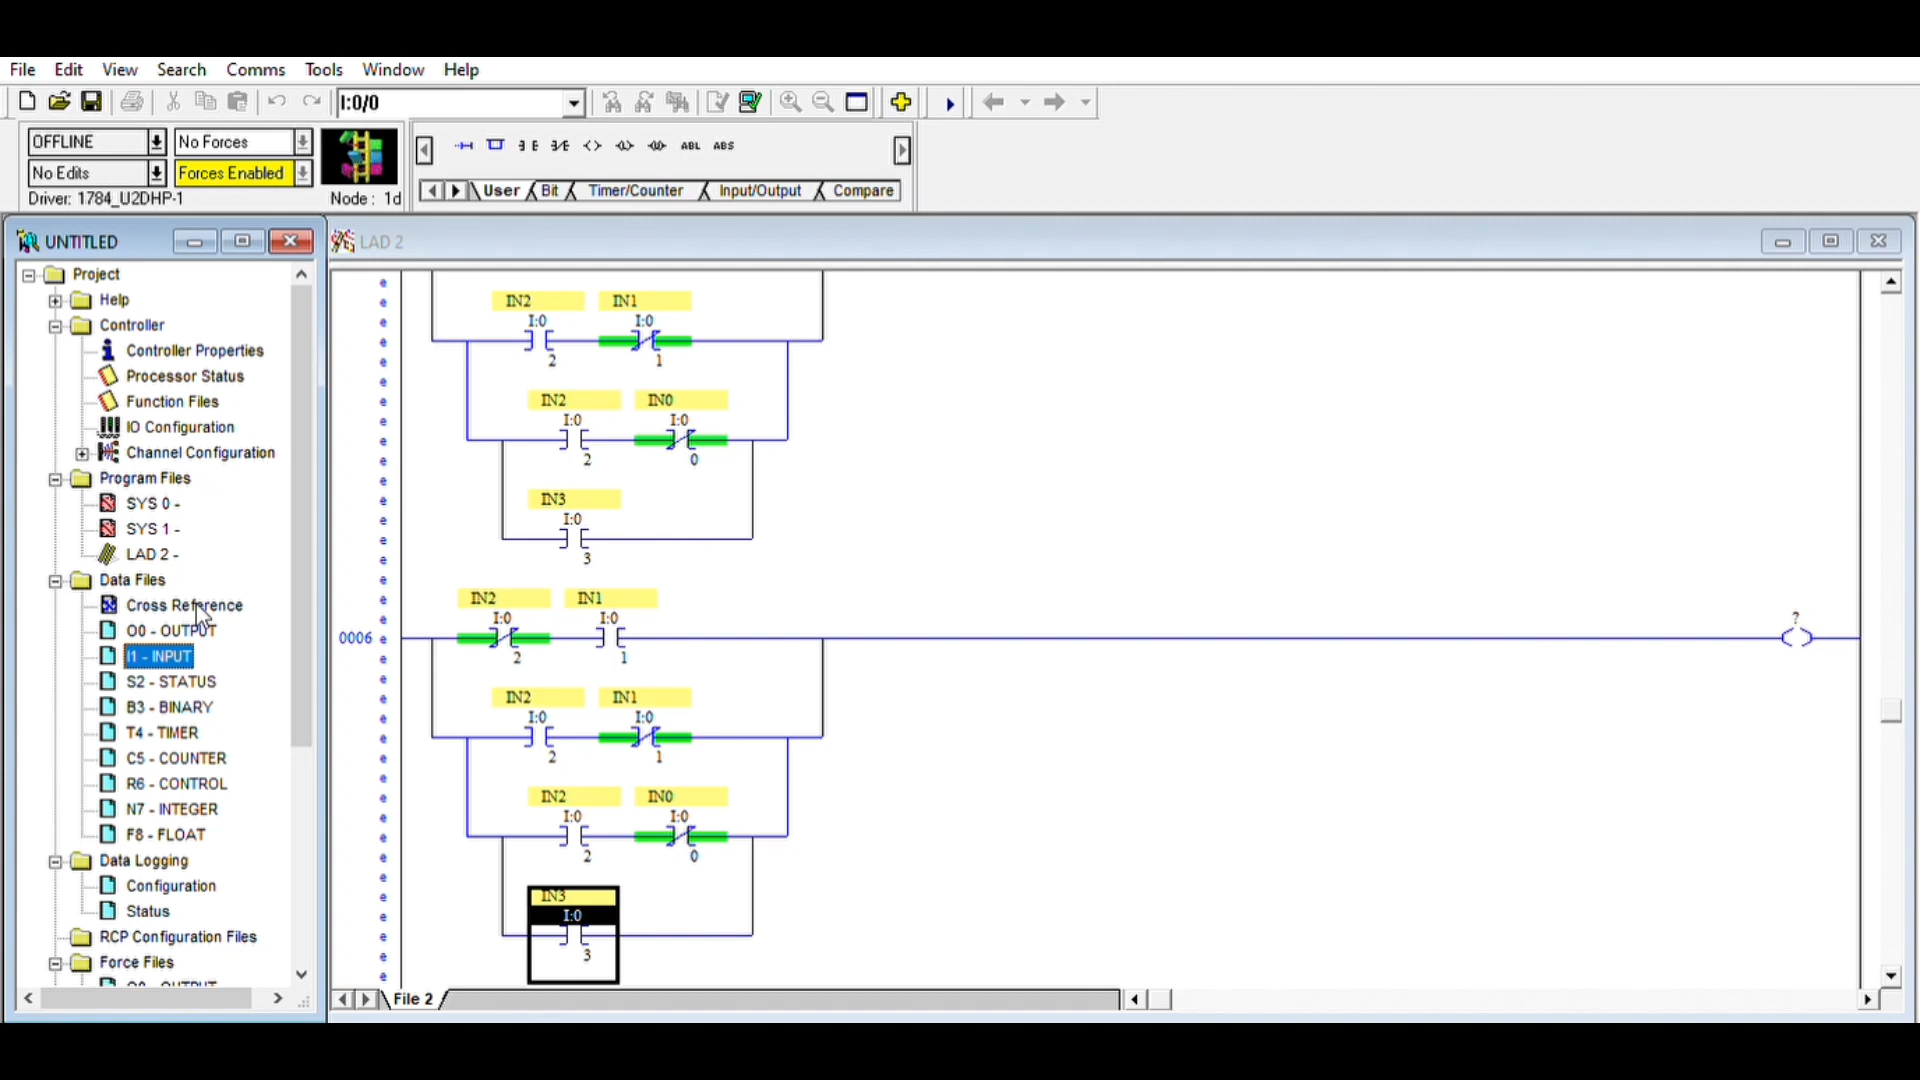 File Edit View Search Comms Tools Window Help
I:0/0
OFFLINE No Forces
No Edits Forces Enabled
Driver: 1784_U2DHP-1 Node : 1d
ABL ABS
User Bit Timer/Counter Input/Output Compare
UNTITLED
Project
Help
Controller
Controller Properties
Processor Status
Function Files
IO Configuration
Channel Configuration
Program Files
SYS 0 -
SYS 1 -
LAD 2 -
Data Files
Cross Reference
O0 - OUTPUT
I1 - INPUT
S2 - STATUS
B3 - BINARY
T4 - TIMER
C5 - COUNTER
R6 - CONTROL
N7 - INTEGER
F8 - FLOAT
Data Logging
Configuration
Status
RCP Configuration Files
Force Files
O0 - OUTPUT
LAD 2
e
e
e
IN2 IN1
I:0 I:0
2 1
IN2 IN0
I:0 I:0
2 0
IN3
I:0
3
IN2 IN1
I:0 I:0 ?
0006
2 1
IN2 IN1
I:0 I:0
2 1
IN2 IN0
I:0 I:0
2 0
IN3
I:0
3
File 2